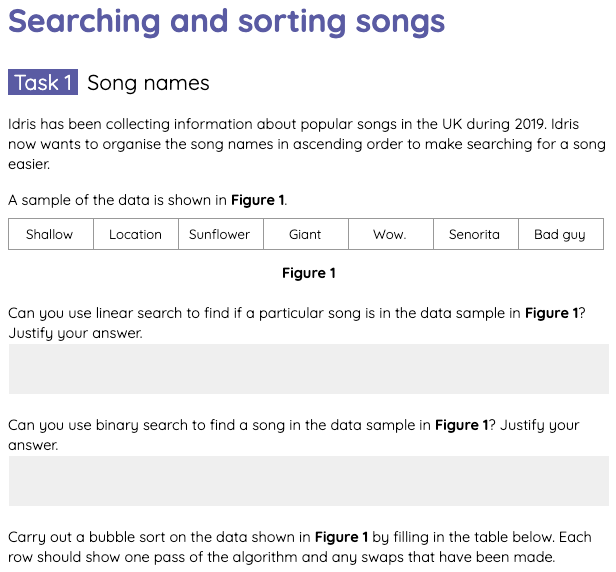 Searching and sorting songs
Task 1 Song names
Idris has been collecting information about popular songs in the UK during 2019. Idris
now wants to organise the song names in ascending order to make searching for a song
easier.
A sample of the data is shown in Figure 1.
Shallow Location Sunflower Giant Wow. Senorita Bad guy
Figure 1
Can you use linear search to find if a particular song is in the data sample in Figure 1?
Justify your answer.
Can you use binary search to find a song in the data sample in Figure 1? Justify your
answer.
Carry out a bubble sort on the data shown in Figure 1 by filling in the table below. Each
row should show one pass of the algorithm and any swaps that have been made.